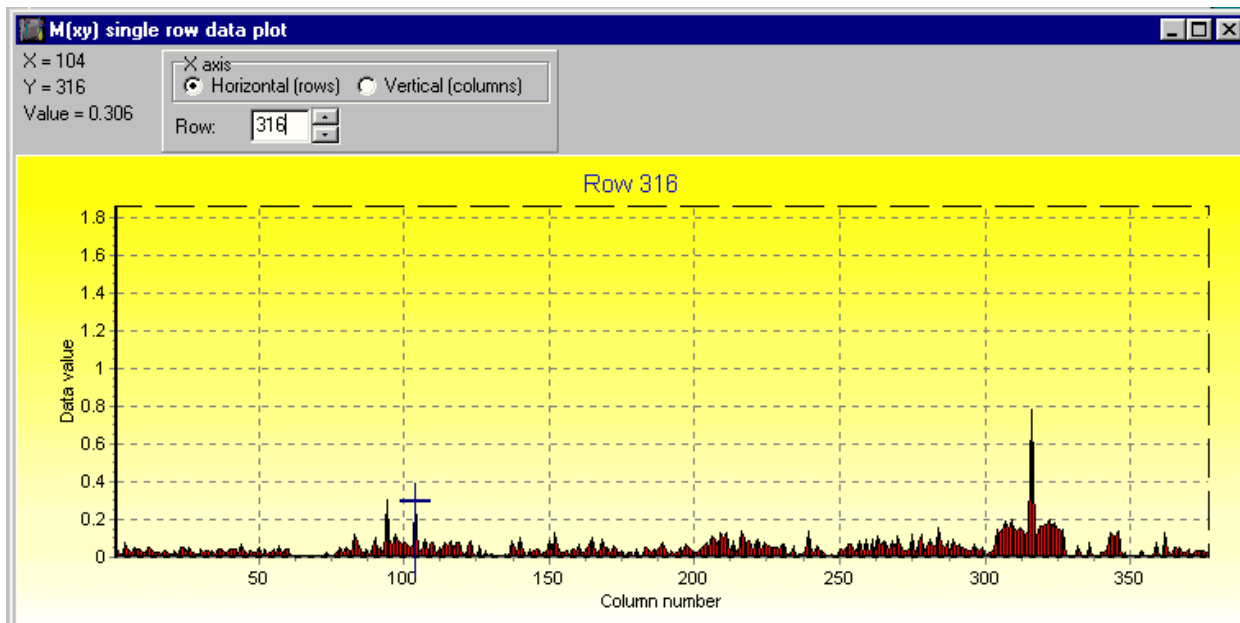 M(xy) single row data plot
X = 104
Y = 316
Value = 0.306
X axis
Horizontal (rows) Vertical (columns)
Row: 316
Row 316
1.8
1.6
1.4
1.2
1
0.8
0.6
0.4
0.2
0
Data value
50 100 150 200 250 300 350
Column number